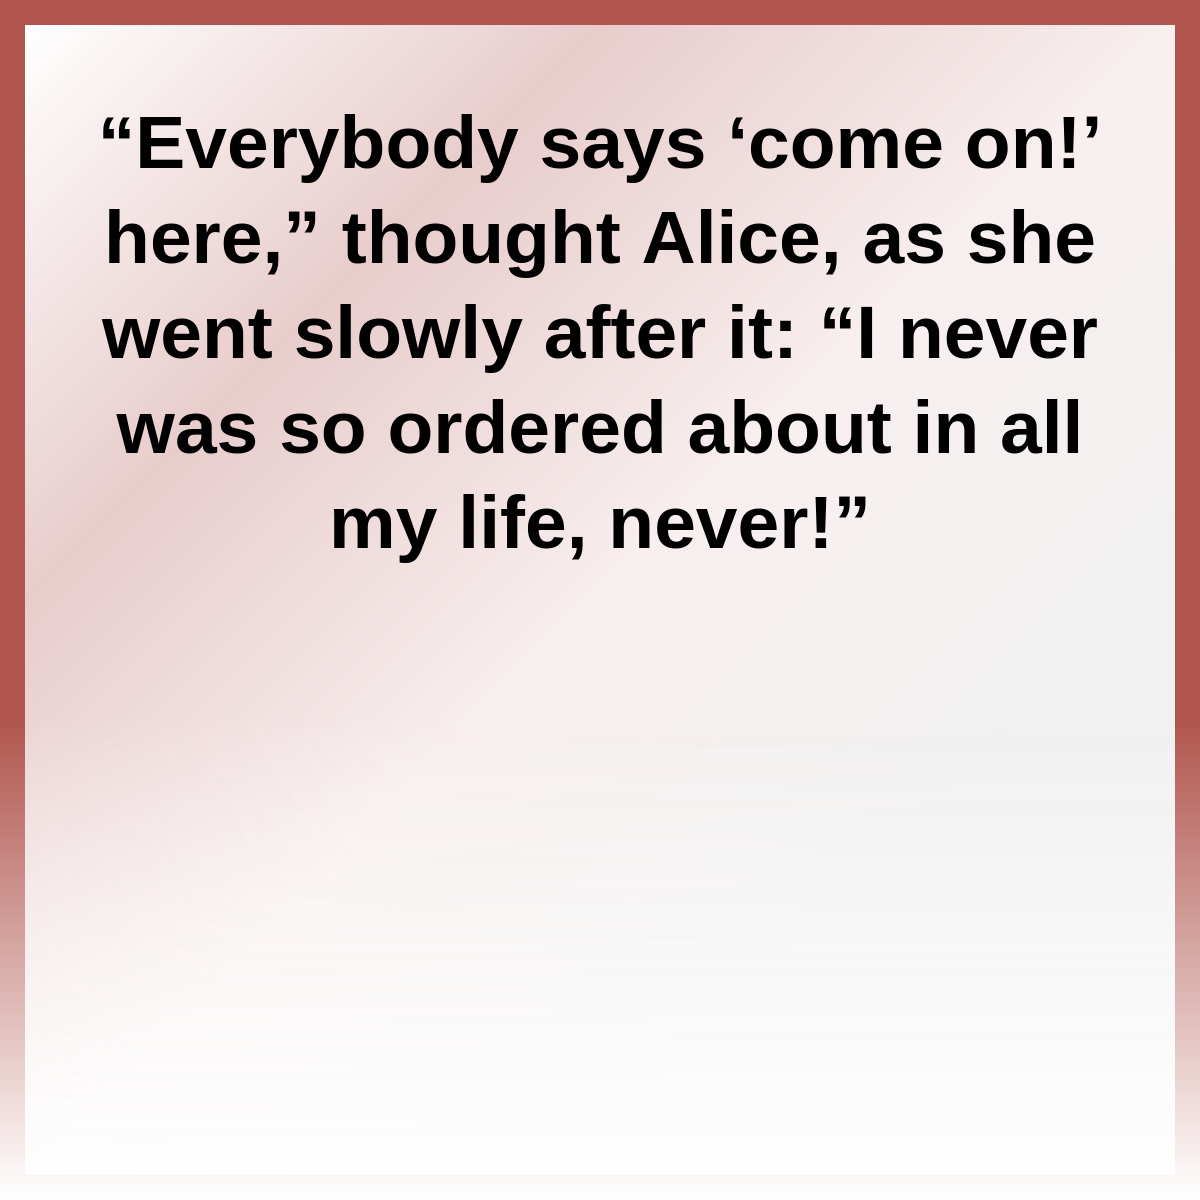 “Everybody says ‘come on!’
here,” thought Alice, as she
went slowly after it: “I never
was so ordered about in all
my life, never!”